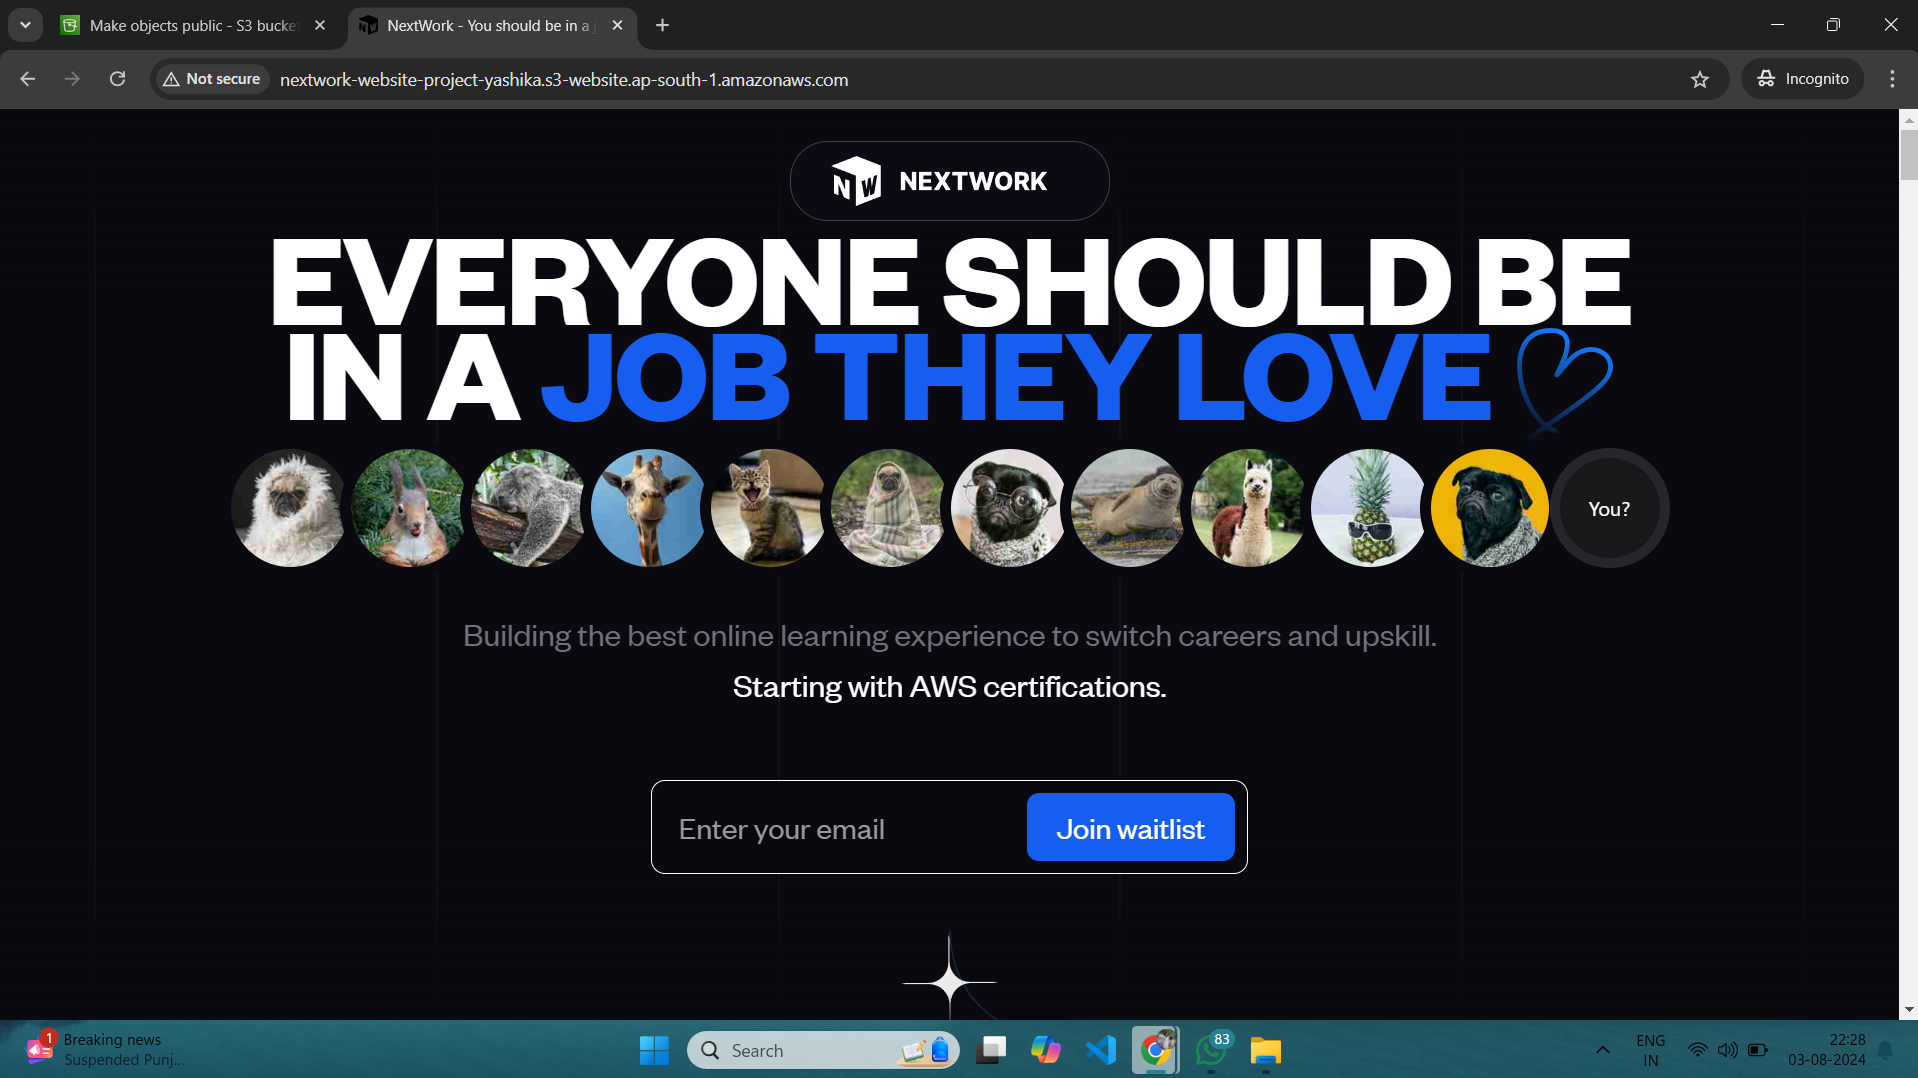 Make objects public - S3 bucke
NextWork - You should be in a j
Not secure
nextwork-website-project-yashika.s3-website.ap-south-1.amazonaws.com
Incognito
NW NEXTWORK
EVERYONE SHOULD BE
IN A JOB THEY LOVE
You?
Building the best online learning experience to switch careers and upskill.
Starting with AWS certifications.
Enter your email
Join waitlist
1
Breaking news
Suspended Punj...
Search
83
ENG
IN
22:28
03-08-2024